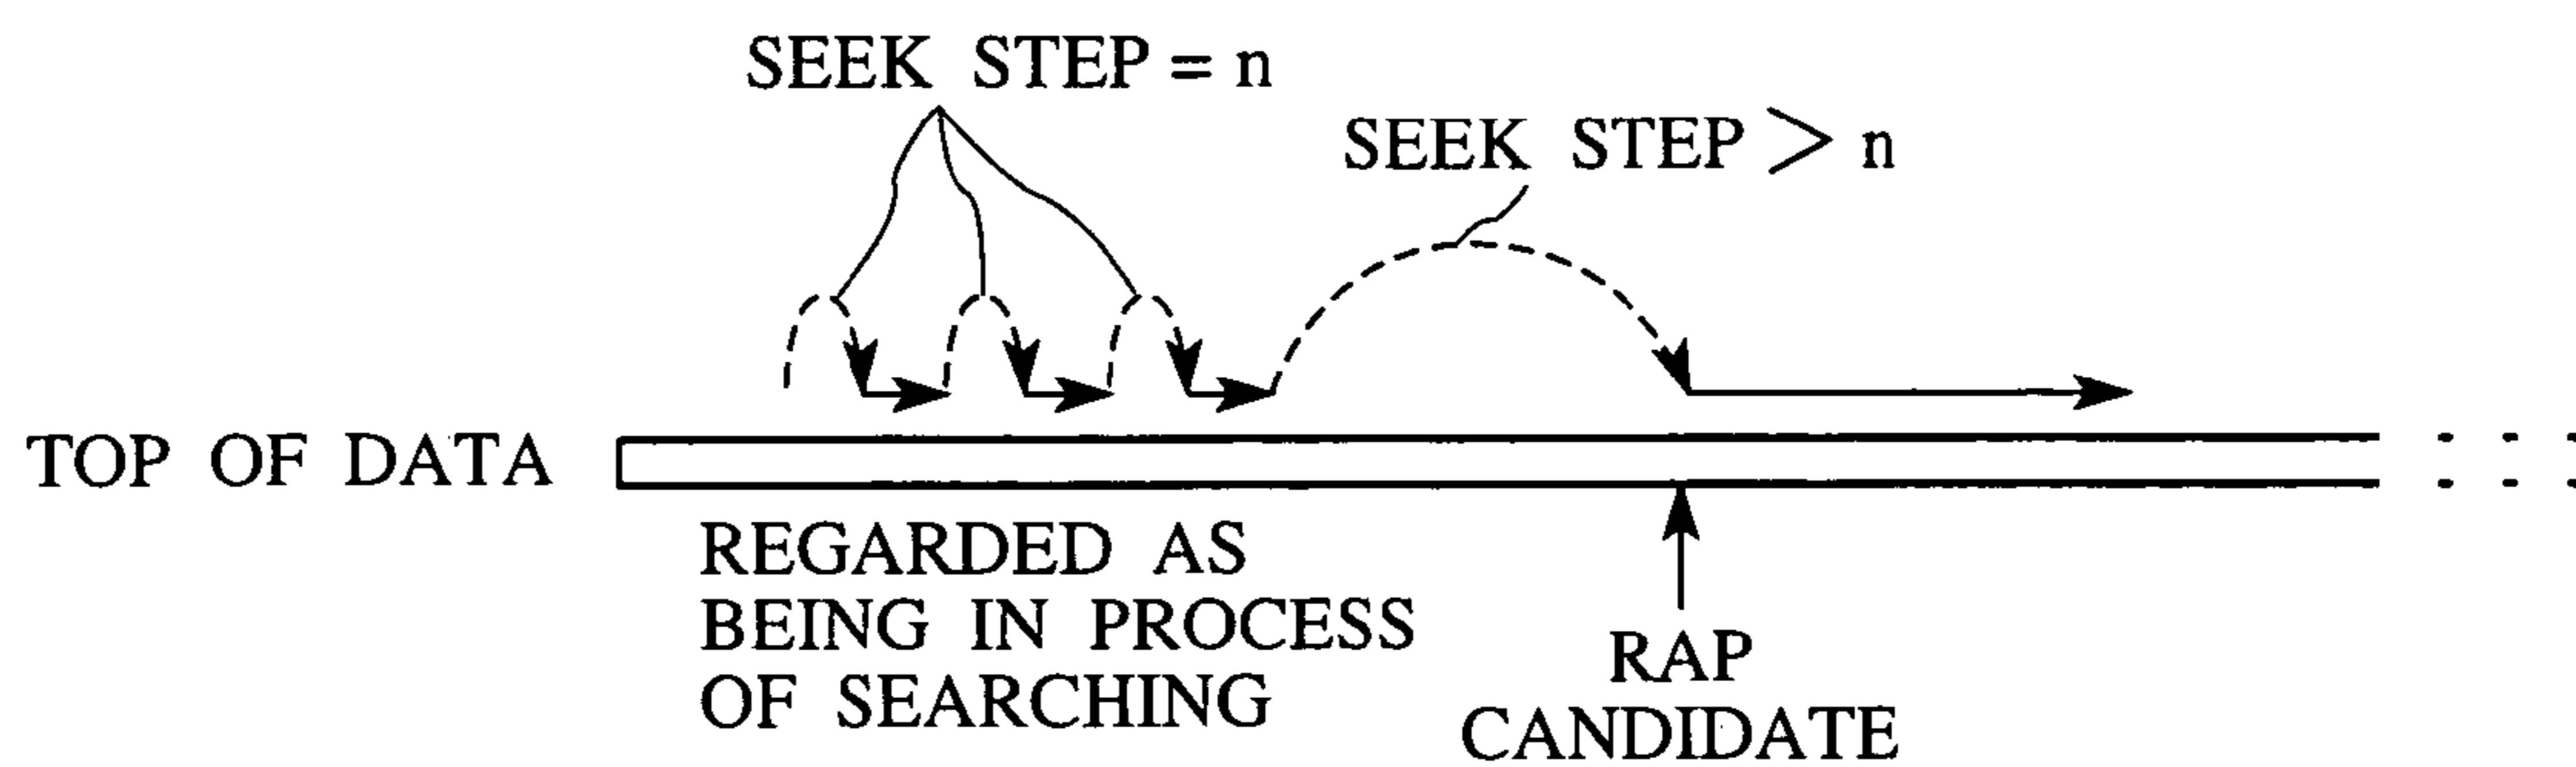 SEEK STEP = n
SEEK STEP > n
TOP OF DATA
REGARDED AS
BEING IN PROCESS
OF SEARCHING
RAP
CANDIDATE